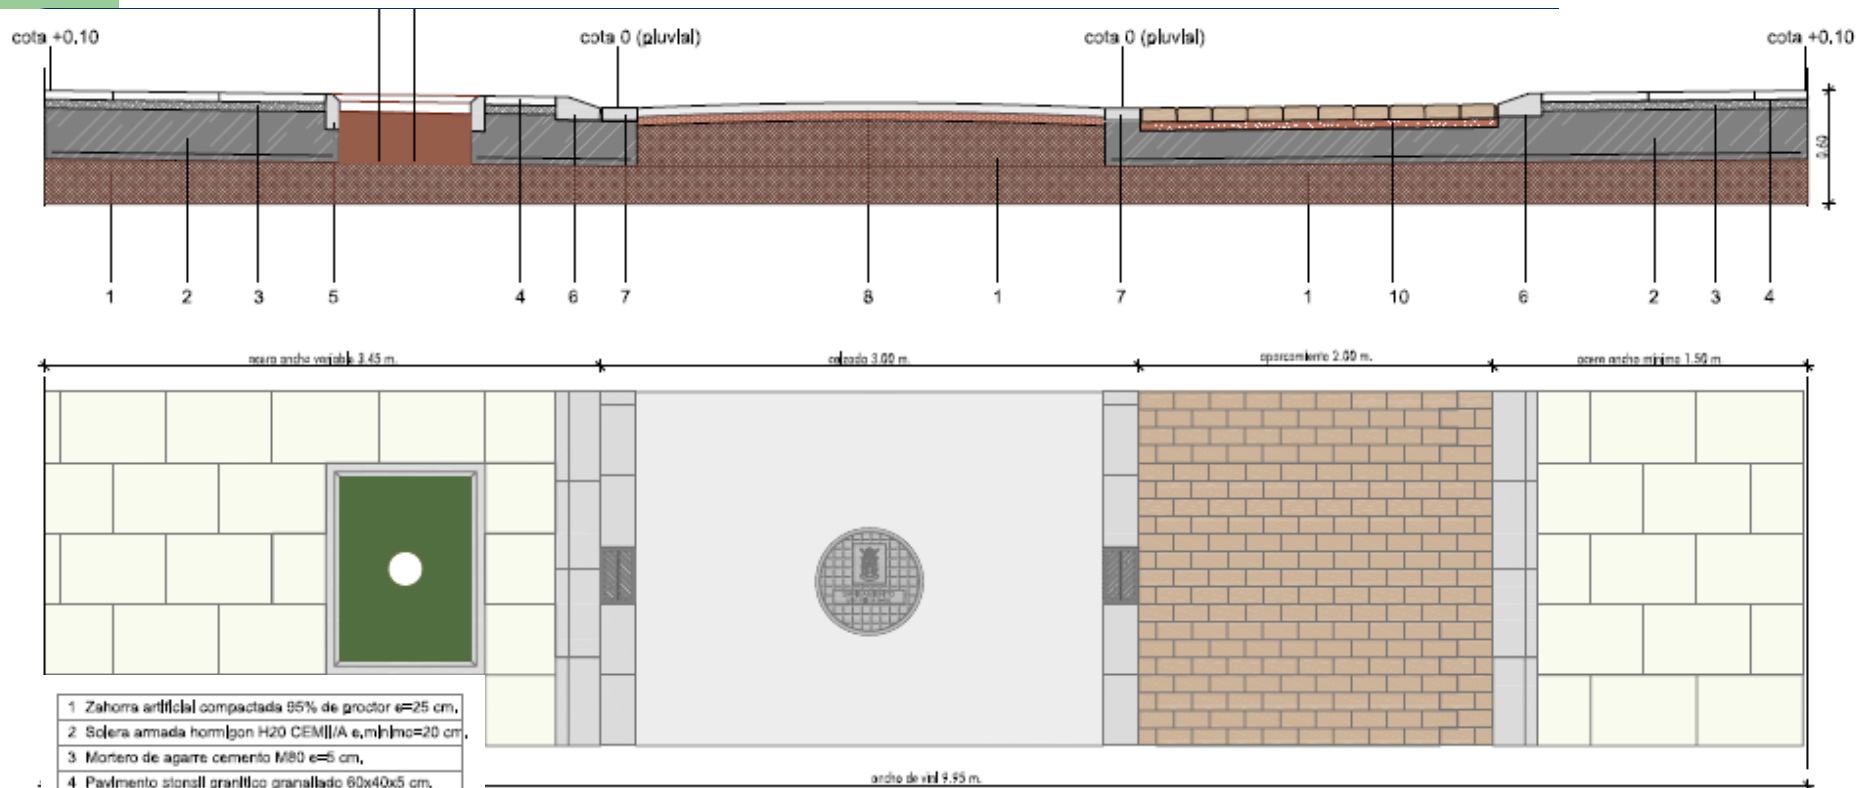 cota +0.10
cota 0 (pluvial)
cota 0 (pluvial)
cota +0.10
0.60
1 2 3 5 4 6 7 8 1 7 1 10 6 2 3 4
acera ancho variable 3.45 m.
calzada 3.00 m.
aparcamiento 2.00 m.
acera ancho minimo 1.50 m.
1 Zahorra artificial compactada 95% de proctor e=25 cm.
2 Solera armada hormigon H20 CEMII/A e.minimo=20 cm.
3 Mortero de agarre cemento M80 e=5 cm.
4 Pavimento stonsil granitico granallado 60x40x5 cm.
ancho de vial 9.95 m.